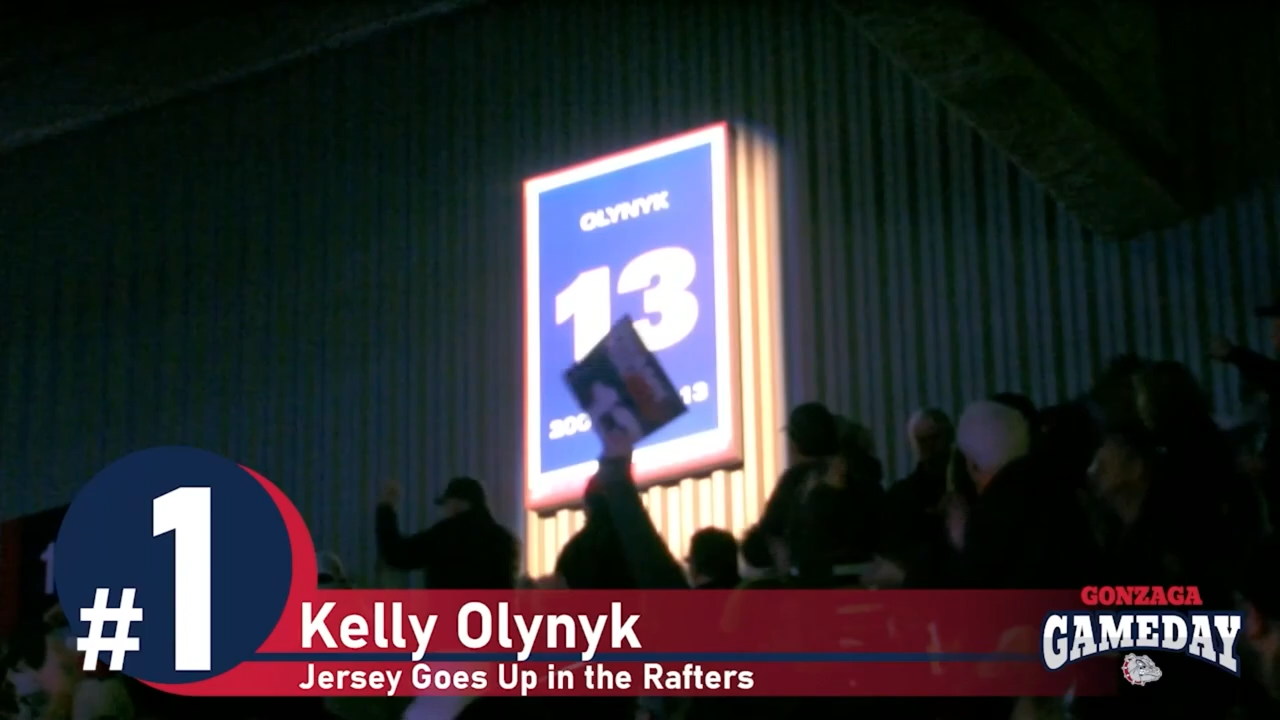 OLYNYK
13
#1
Kelly Olynyk
Jersey Goes Up in the Rafters
GONZAGA
GAMEDAY